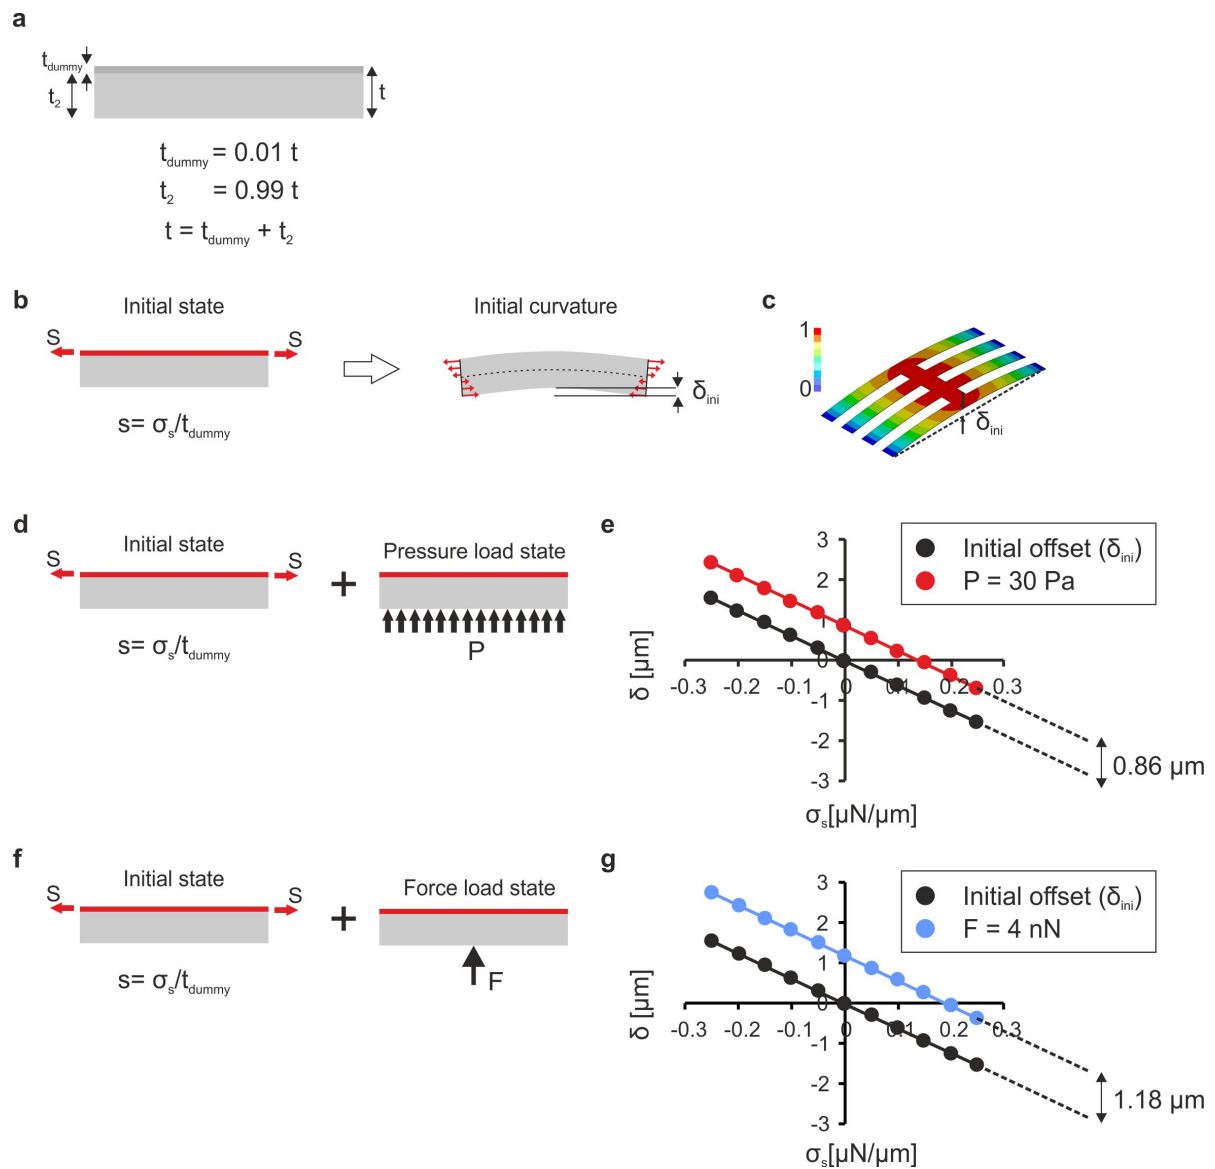 a
t_dummy
t_2
t
t_dummy = 0.01 t
t_2 = 0.99 t
t = t_dummy + t_2
b
Initial state
S
S
s= σ_s/t_dummy
Initial curvature
δ_ini
c
1
0
δ_ini
d
Initial state
S
S
s= σ_s/t_dummy
+
Pressure load state
P
e
Initial offset (δ_ini)
P = 30 Pa
δ [µm]
3
2
1
0
-1
-2
-3
-0.3 -0.2 -0.1 0 0.1 0.2 0.3
0.86 µm
σ_s[µN/µm]
f
Initial state
S
S
s= σ_s/t_dummy
+
Force load state
F
g
Initial offset (δ_ini)
F = 4 nN
δ [µm]
3
2
1
0
-1
-2
-3
-0.3 -0.2 -0.1 0 0.1 0.2 0.3
1.18 µm
σ_s[µN/µm]